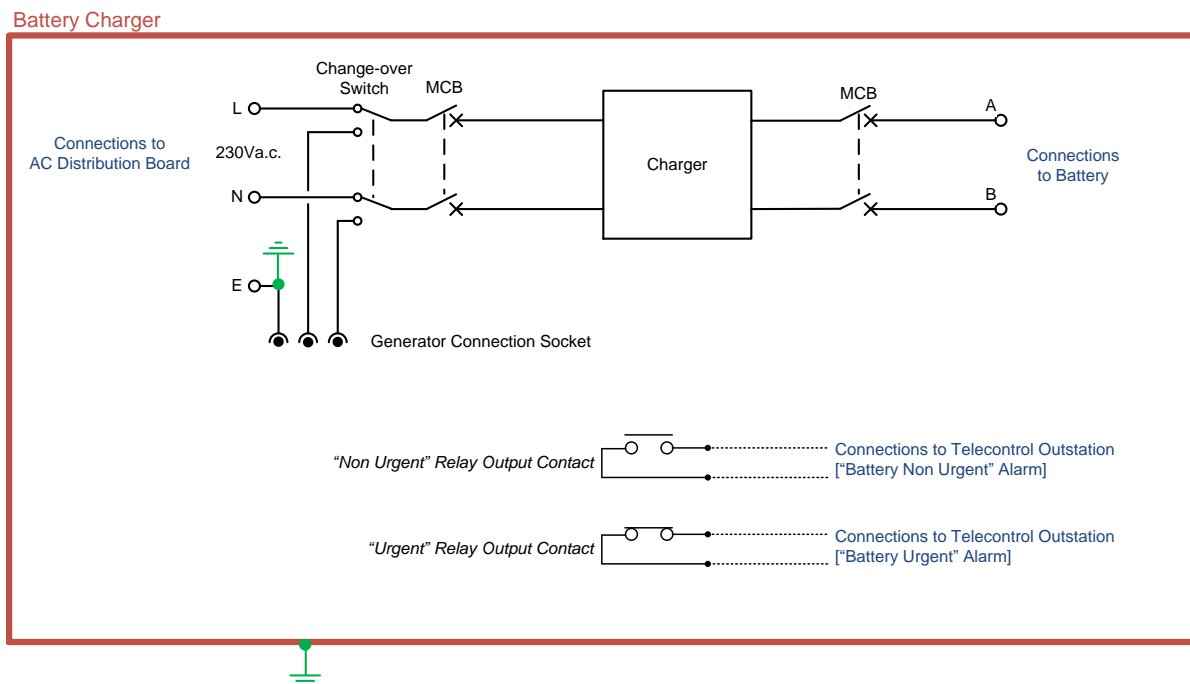 Battery Charger
Change-over
Switch
MCB
MCB
L
A
Connections to
AC Distribution Board
230Va.c.
Charger
Connections
to Battery
N
B
E
Generator Connection Socket
“Non Urgent” Relay Output Contact
Connections to Telecontrol Outstation
[“Battery Non Urgent” Alarm]
“Urgent” Relay Output Contact
Connections to Telecontrol Outstation
[“Battery Urgent” Alarm]